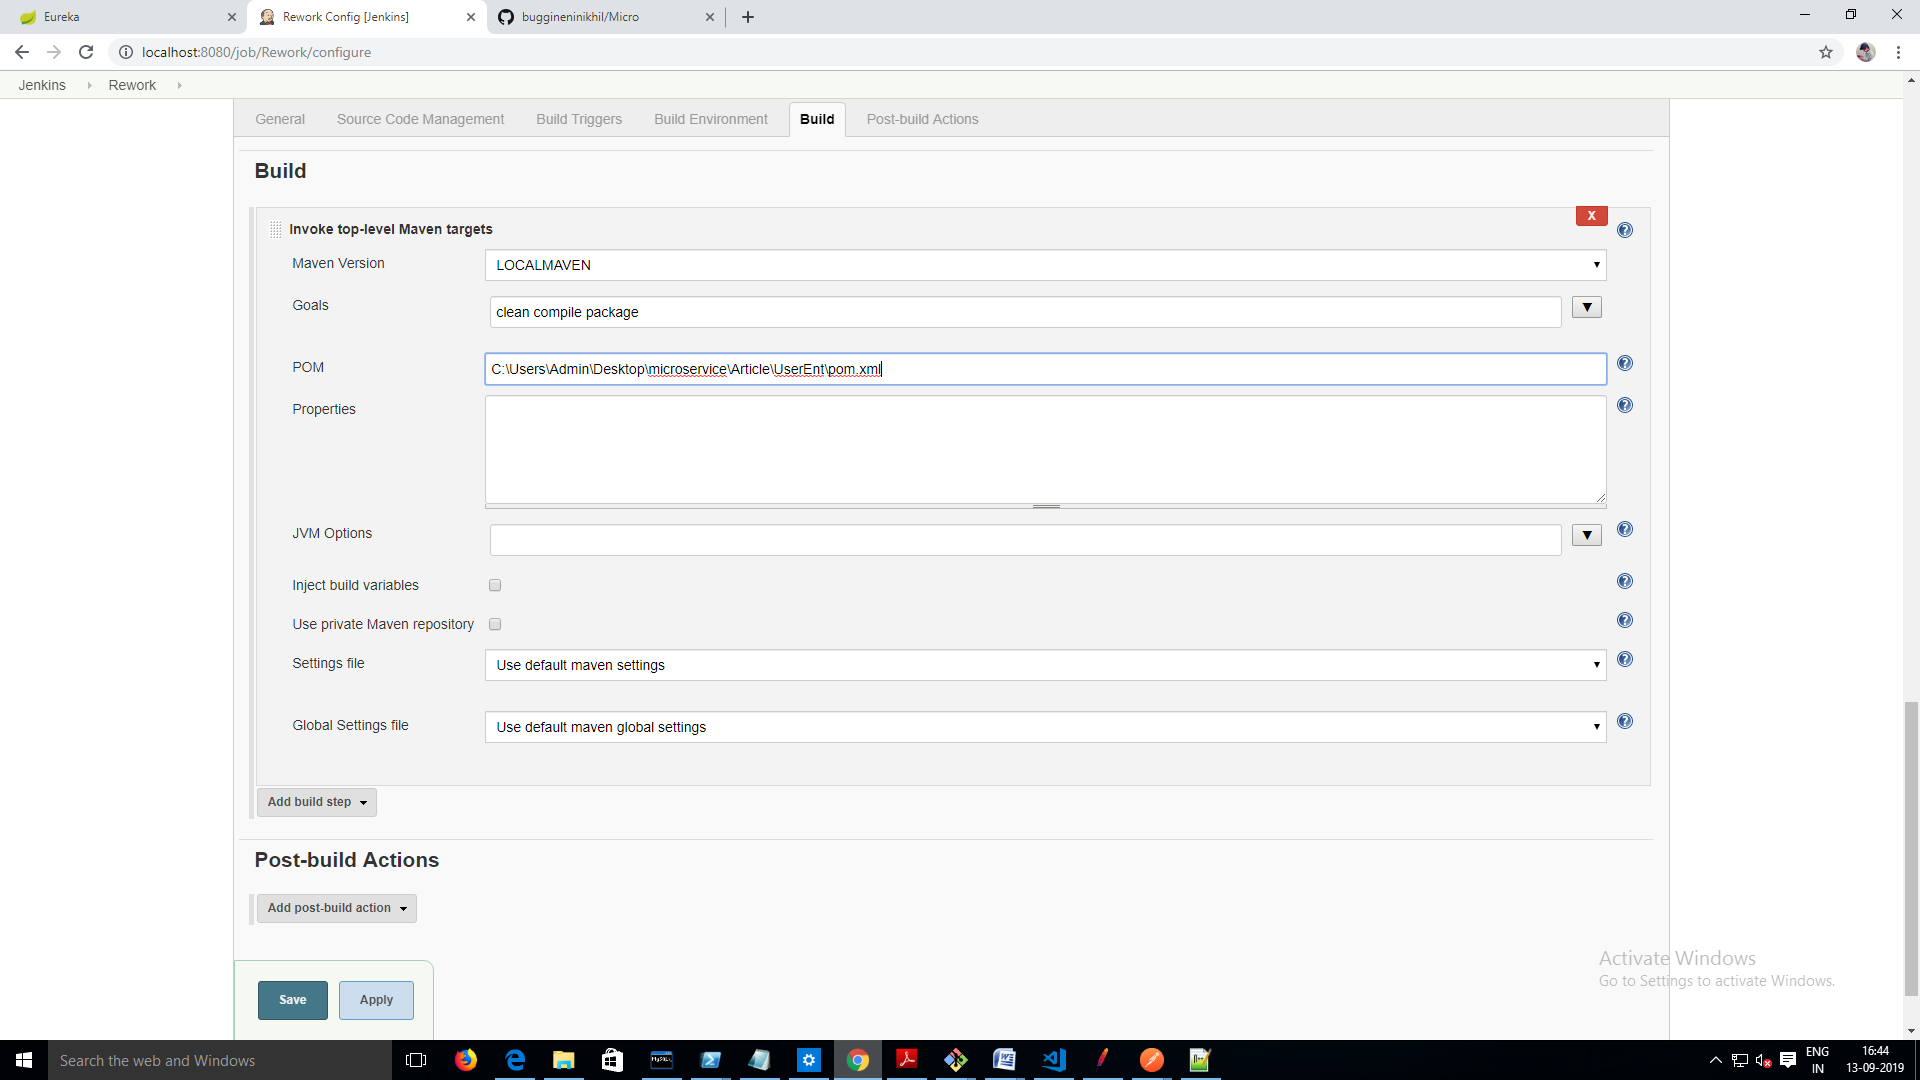 Eureka
Rework Config [Jenkins]
buggineninikhil/Micro
localhost:8080/job/Rework/configure
Jenkins
Rework
General
Source Code Management
Build Triggers
Build Environment
Build
Post-build Actions
Build
X
Invoke top-level Maven targets
Maven Version
LOCALMAVEN
Goals
clean compile package
POM
C:\Users\Admin\Desktop\microservice\Article\UserEnt\pom.xml
Properties
JVM Options
Inject build variables
Use private Maven repository
Settings file
Use default maven settings
Global Settings file
Use default maven global settings
Add build step
Post-build Actions
Add post-build action
Activate Windows
Go to Settings to activate Windows.
Save
Apply
Search the web and Windows
ENG
IN
16:44
13-09-2019